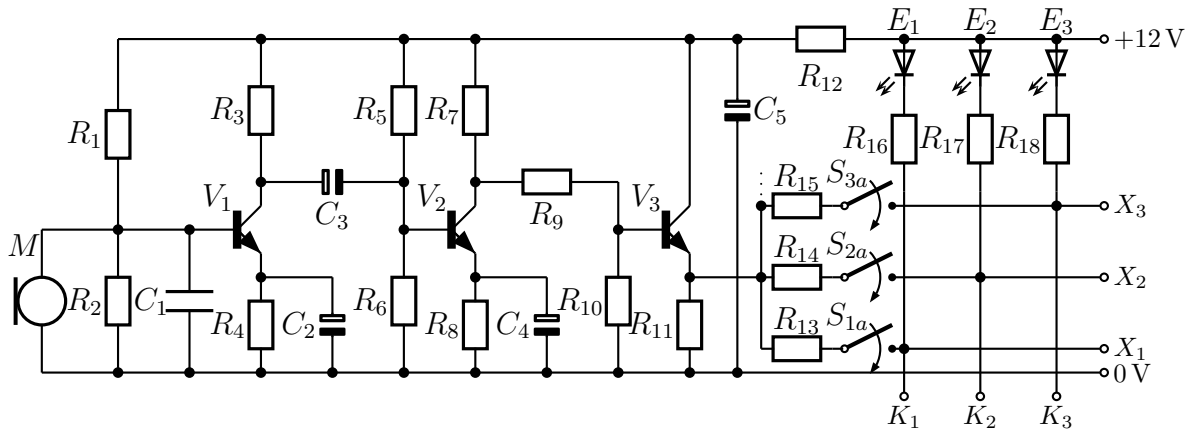 E1 E2 E3
+12 V
R12
R3 R5 R7 C5
R1 R16 R17 R18
R15 S3a
V1 C3 V2 R9 V3 X3
M R14 S2a
R2 C1 R4 C2 R6 R8 C4 R10 R11 X2
R13 S1a
X1
0 V
K1 K2 K3